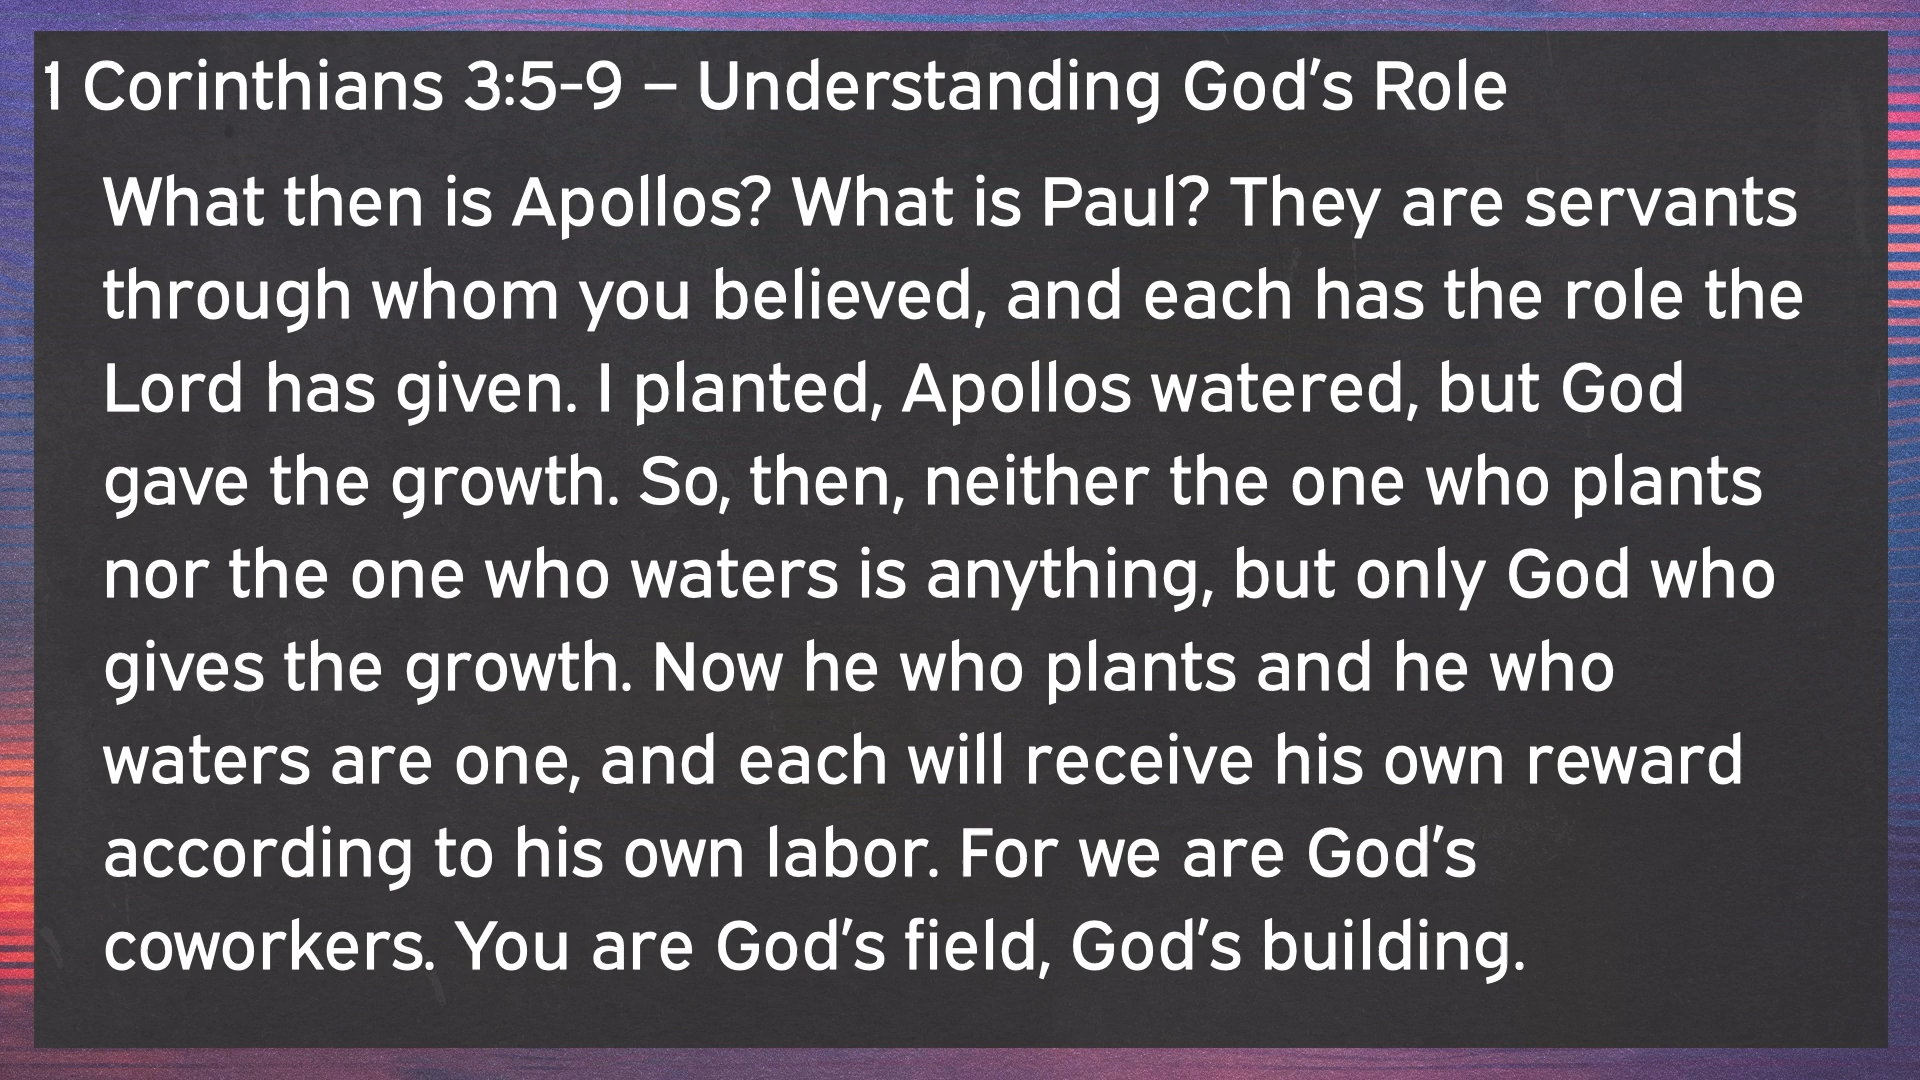 1 Corinthians 3:5-9 – Understanding God's Role
What then is Apollos? What is Paul? They are servants
through whom you believed, and each has the role the
Lord has given. I planted, Apollos watered, but God
gave the growth. So, then, neither the one who plants
nor the one who waters is anything, but only God who
gives the growth. Now he who plants and he who
waters are one, and each will receive his own reward
according to his own labor. For we are God's
coworkers. You are God's field, God's building.